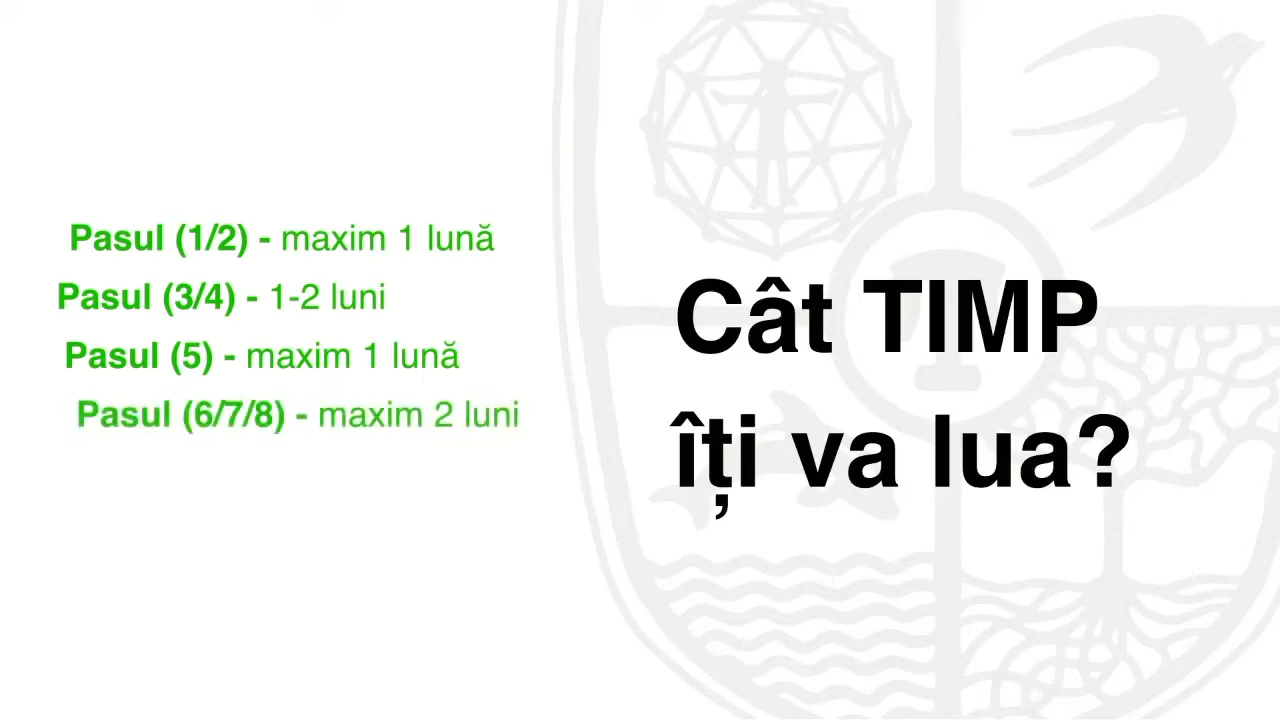 Pasul (1/2) - maxim 1 lună
Pasul (3/4) - 1-2 luni
Pasul (5) - maxim 1 lună
Pasul (6/7/8) - maxim 2 luni
Cât TIMP
îți va lua?